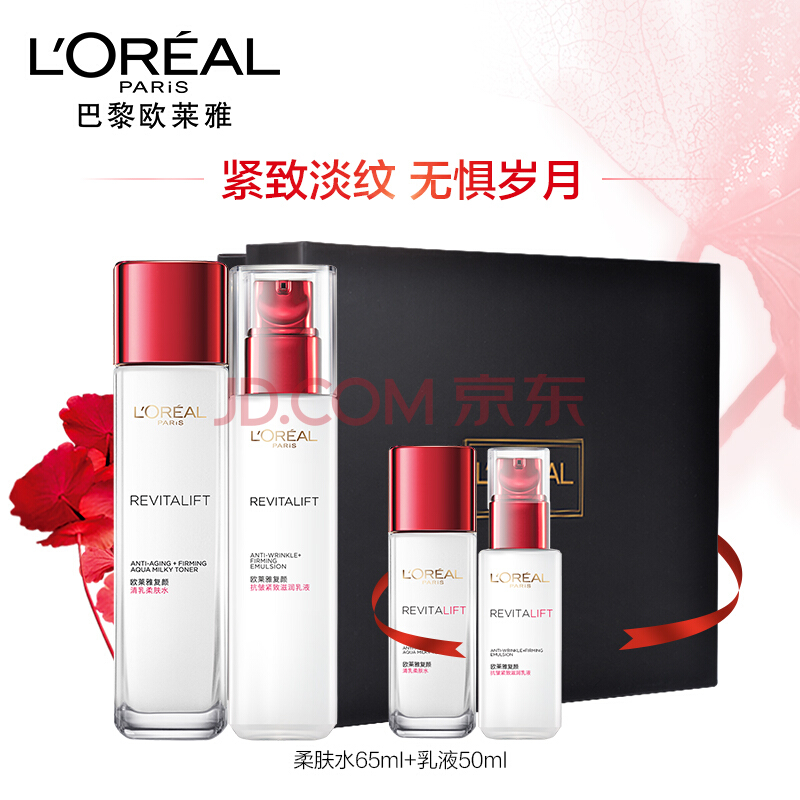 L'ORÉAL
PARIS
巴黎欧莱雅
紧致淡纹 无惧岁月
JD.COM 京东
L'ORÉAL
PARIS
REVITALIFT
ANTI-AGING + FIRMING
AQUA MILKY TONER
欧莱雅复颜
清乳柔肤水
L'ORÉAL
PARIS
REVITALIFT
ANTI-WRINKLE+
FIRMING
EMULSION
欧莱雅复颜
抗皱紧致滋润乳液
L'ORÉAL
L'ORÉAL
PARIS
REVITALIFT
AQUA MILKY
欧莱雅复颜
清乳柔肤水
L'ORÉAL
PARIS
REVITALIFT
ANTI-WRINKLE+FIRMING
EMULSION
欧莱雅复颜
抗皱紧致滋润乳液
柔肤水65ml+乳液50ml